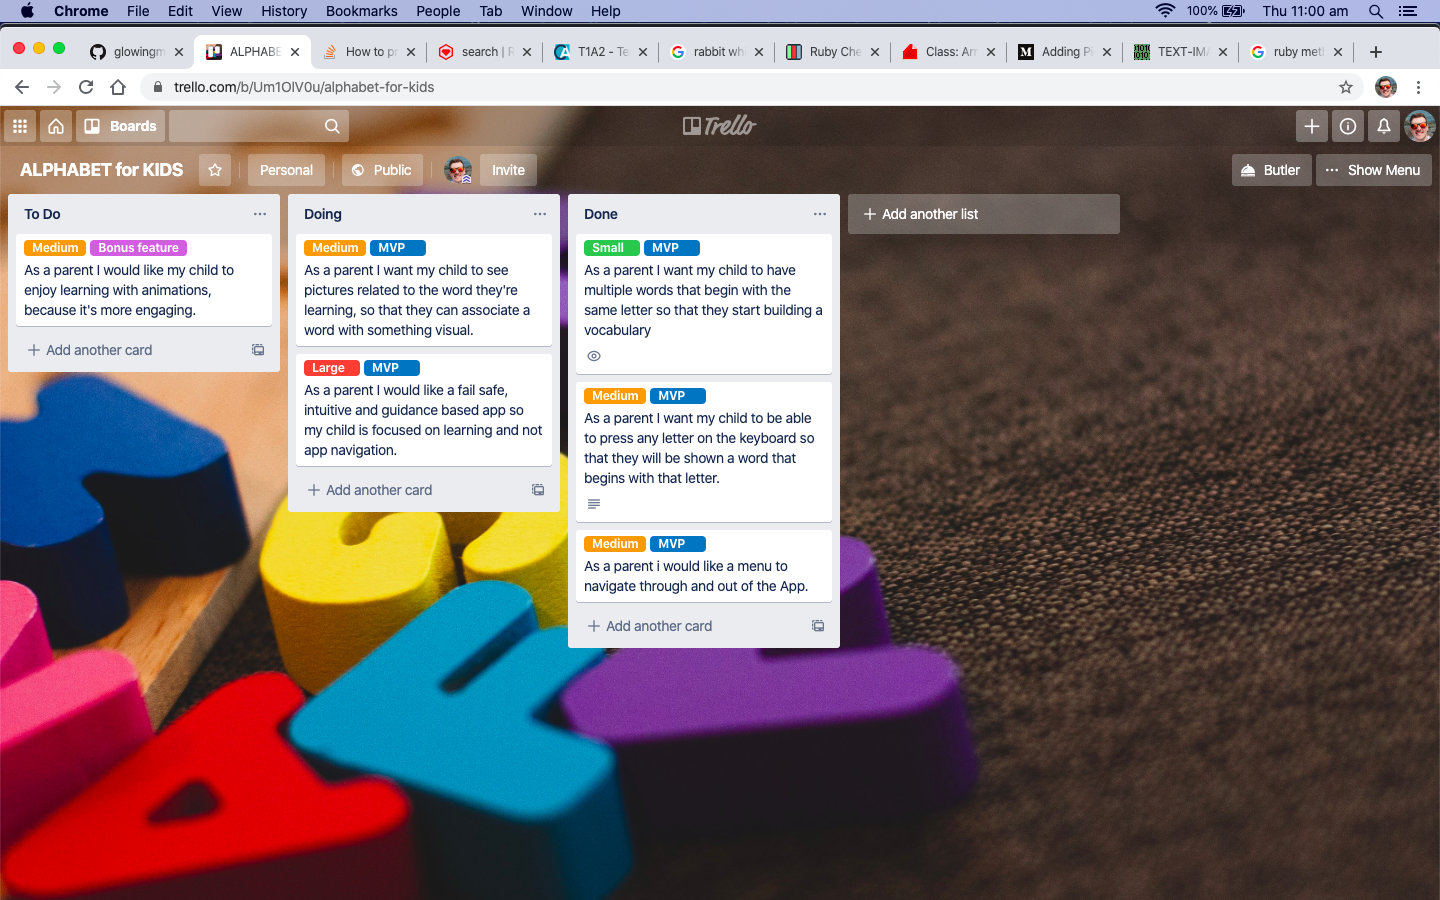 Chrome File Edit View History Bookmarks People Tab Window Help 100% Thu 11:00 am
glowingm ALPHABE How to pr search | R T1A2 - Te rabbit whi Ruby Che Class: Arr Adding Pi TEXT-IMA ruby meth
trello.com/b/Um1OlV0u/alphabet-for-kids
Boards Trello
ALPHABET for KIDS Personal Public Invite Butler Show Menu
To Do
Medium Bonus feature
As a parent I would like my child to
enjoy learning with animations,
because it's more engaging.
Add another card
Doing
Medium MVP
As a parent I want my child to see
pictures related to the word they're
learning, so that they can associate a
word with something visual.
Large MVP
As a parent I would like a fail safe,
intuitive and guidance based app so
my child is focused on learning and not
app navigation.
Add another card
Done
Small MVP
As a parent I want my child to have
multiple words that begin with the
same letter so that they start building a
vocabulary
Medium MVP
As a parent I want my child to be able
to press any letter on the keyboard so
that they will be shown a word that
begins with that letter.
Medium MVP
As a parent i would like a menu to
navigate through and out of the App.
Add another card
Add another list